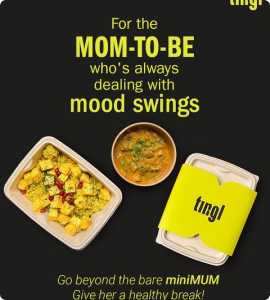 tingl
For the
MOM-TO-BE
who's always
dealing with
mood swings
tingl
Go beyond the bare miniMUM
Give her a healthy break!